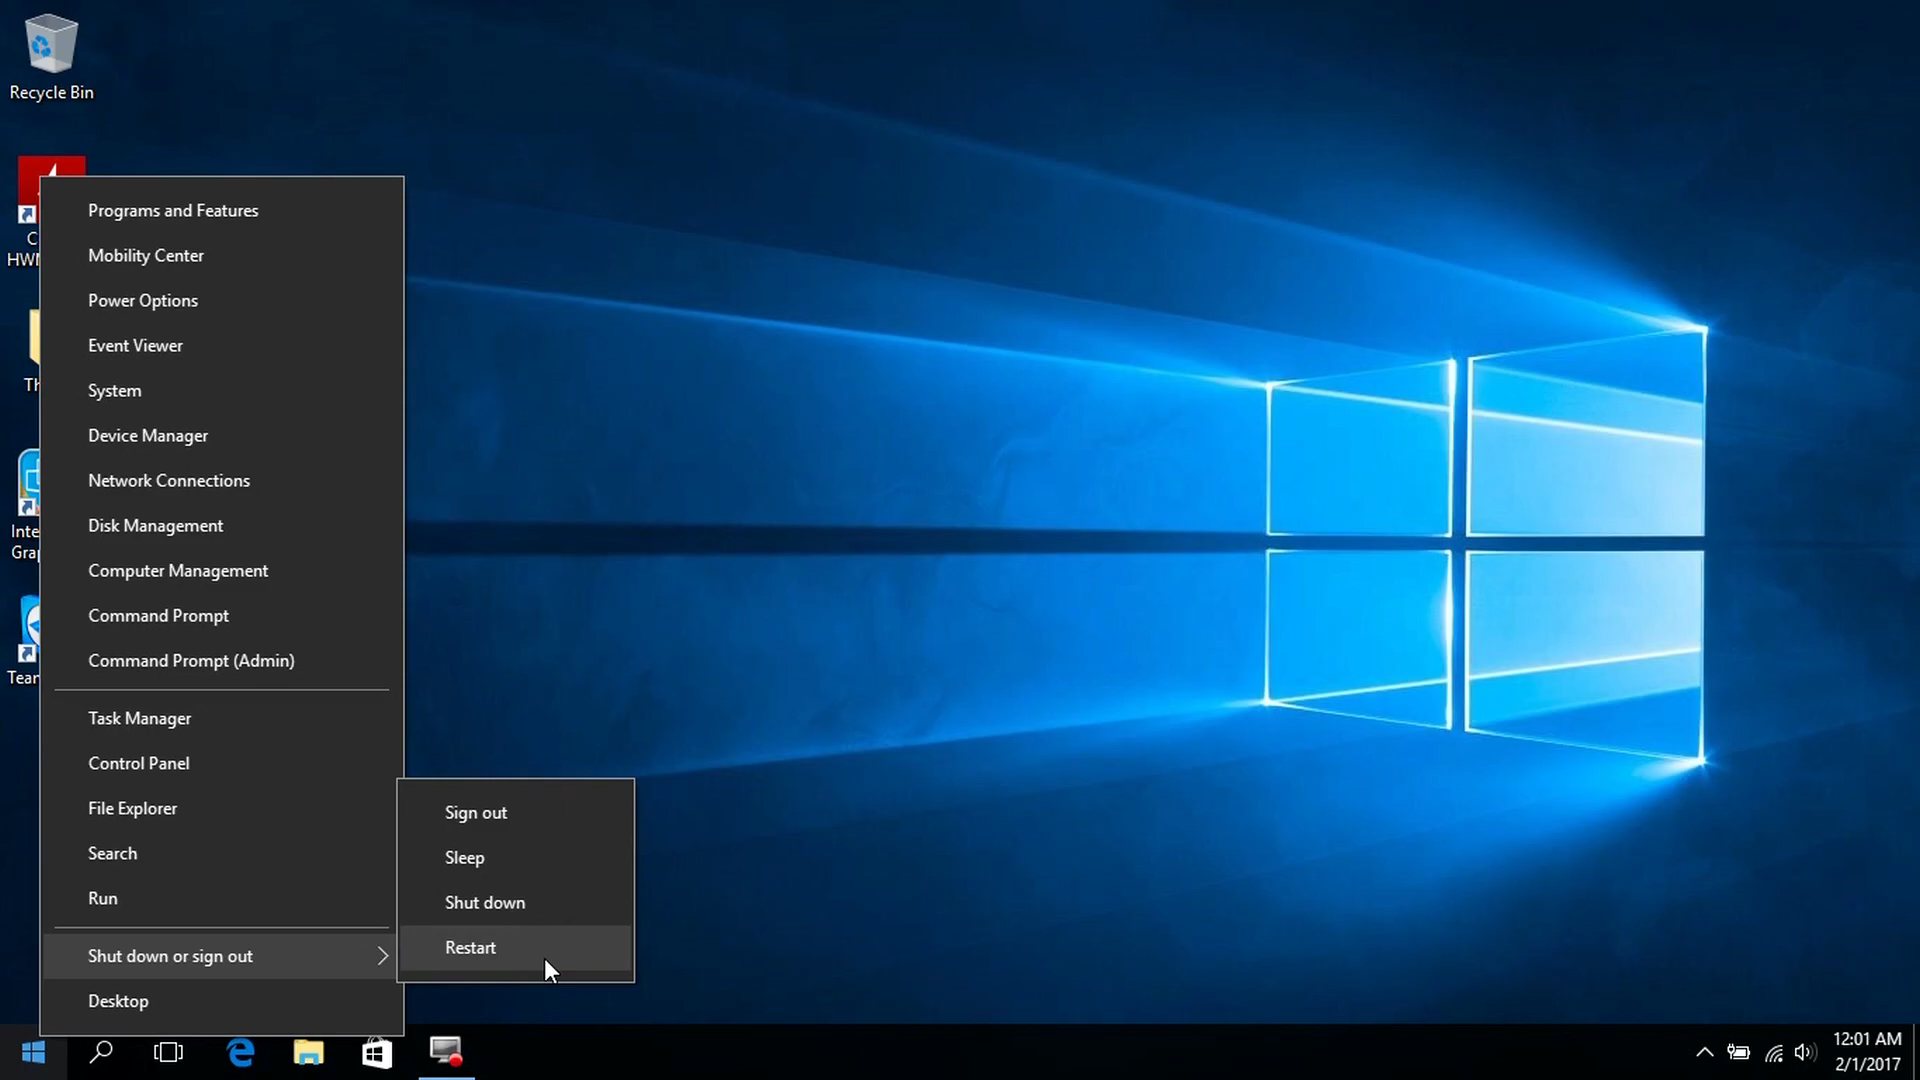 Recycle Bin
Programs and Features
Mobility Center
Power Options
Event Viewer
System
Device Manager
Network Connections
Disk Management
Computer Management
Command Prompt
Command Prompt (Admin)
Task Manager
Control Panel
File Explorer
Search
Run
Shut down or sign out
Desktop
Sign out
Sleep
Shut down
Restart
12:01 AM
2/1/2017